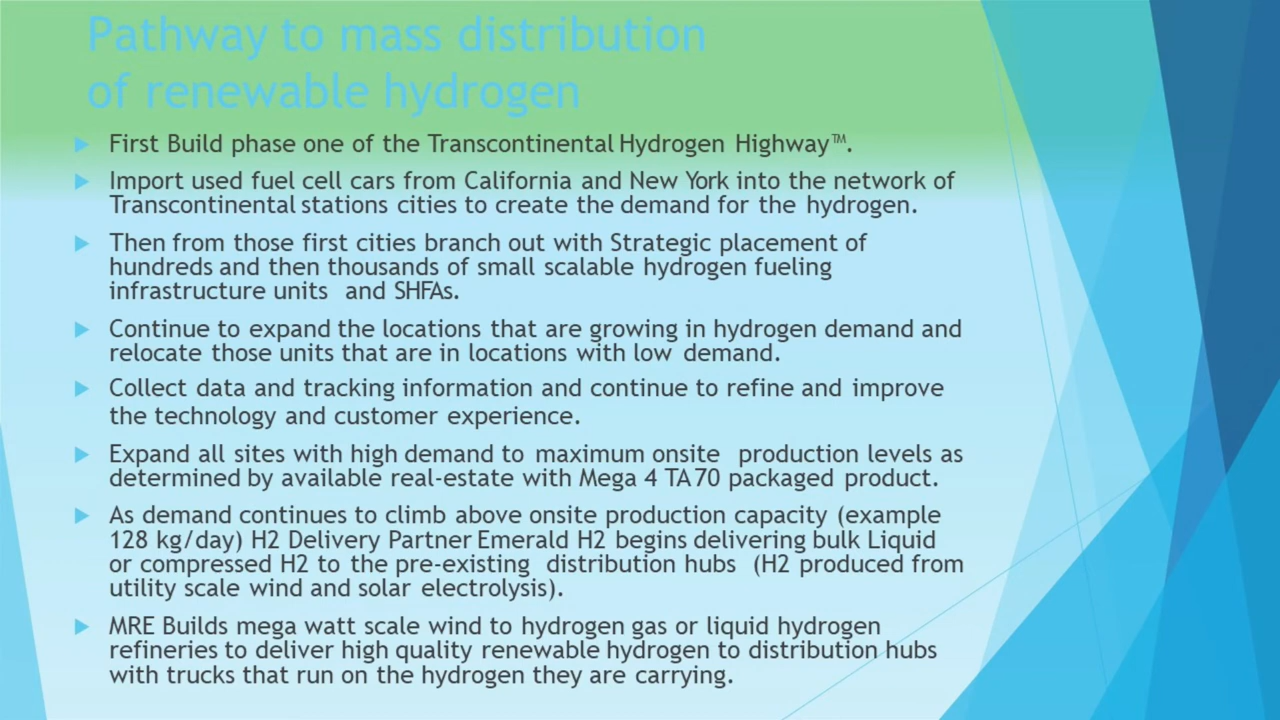 Pathway to mass distribution
of renewable hydrogen
First Build phase one of the Transcontinental Hydrogen Highway™.
Import used fuel cell cars from California and New York into the network of
Transcontinental stations cities to create the demand for the hydrogen.
Then from those first cities branch out with Strategic placement of
hundreds and then thousands of small scalable hydrogen fueling
infrastructure units and SHFAs.
Continue to expand the locations that are growing in hydrogen demand and
relocate those units that are in locations with low demand.
Collect data and tracking information and continue to refine and improve
the technology and customer experience.
Expand all sites with high demand to maximum onsite production levels as
determined by available real-estate with Mega 4 TA70 packaged product.
As demand continues to climb above onsite production capacity (example
128 kg/day) H2 Delivery Partner Emerald H2 begins delivering bulk Liquid
or compressed H2 to the pre-existing distribution hubs (H2 produced from
utility scale wind and solar electrolysis).
MRE Builds mega watt scale wind to hydrogen gas or liquid hydrogen
refineries to deliver high quality renewable hydrogen to distribution hubs
with trucks that run on the hydrogen they are carrying.